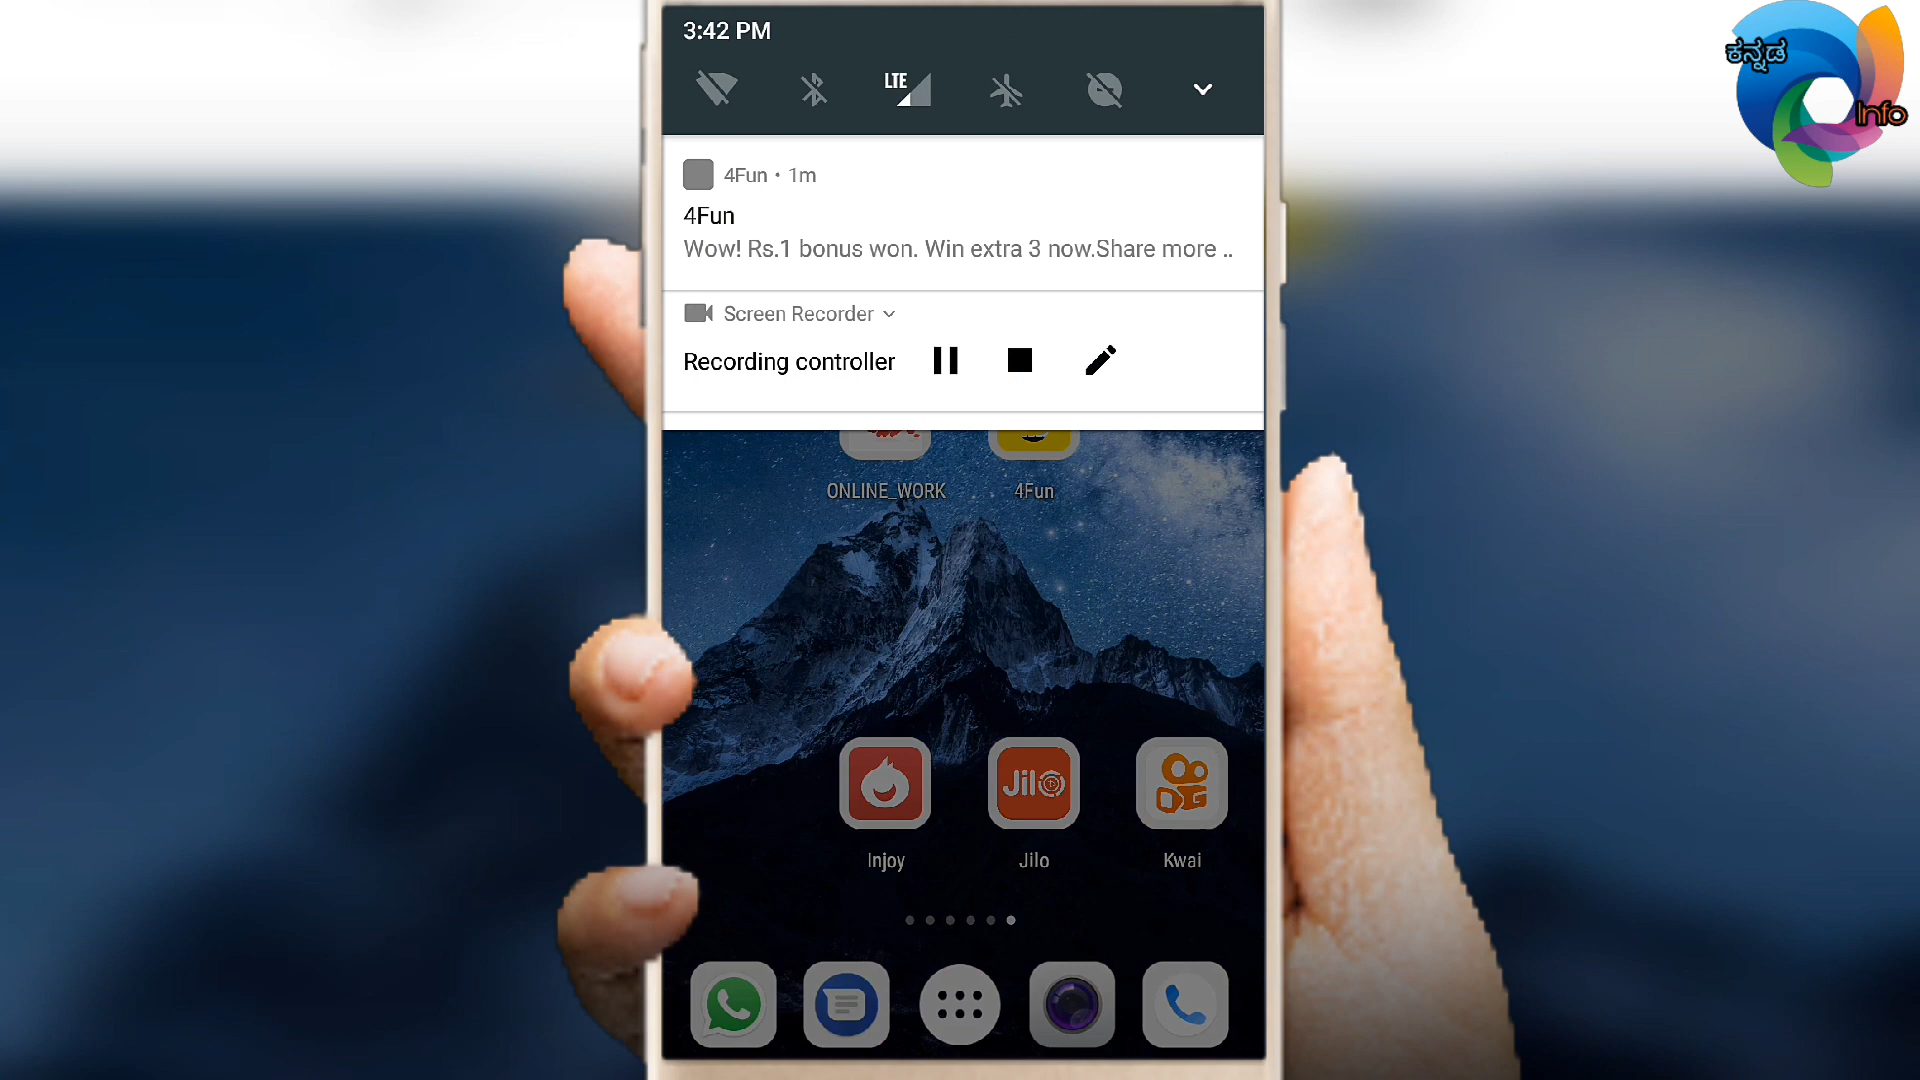 3:42 PM
LTE
ಕನ್ನಡ
Info
4Fun • 1m
4Fun
Wow! Rs.1 bonus won. Win extra 3 now.Share more ..
Screen Recorder
Recording controller
ONLINE_WORK
4Fun
Jilo
Injoy
Jilo
Kwai